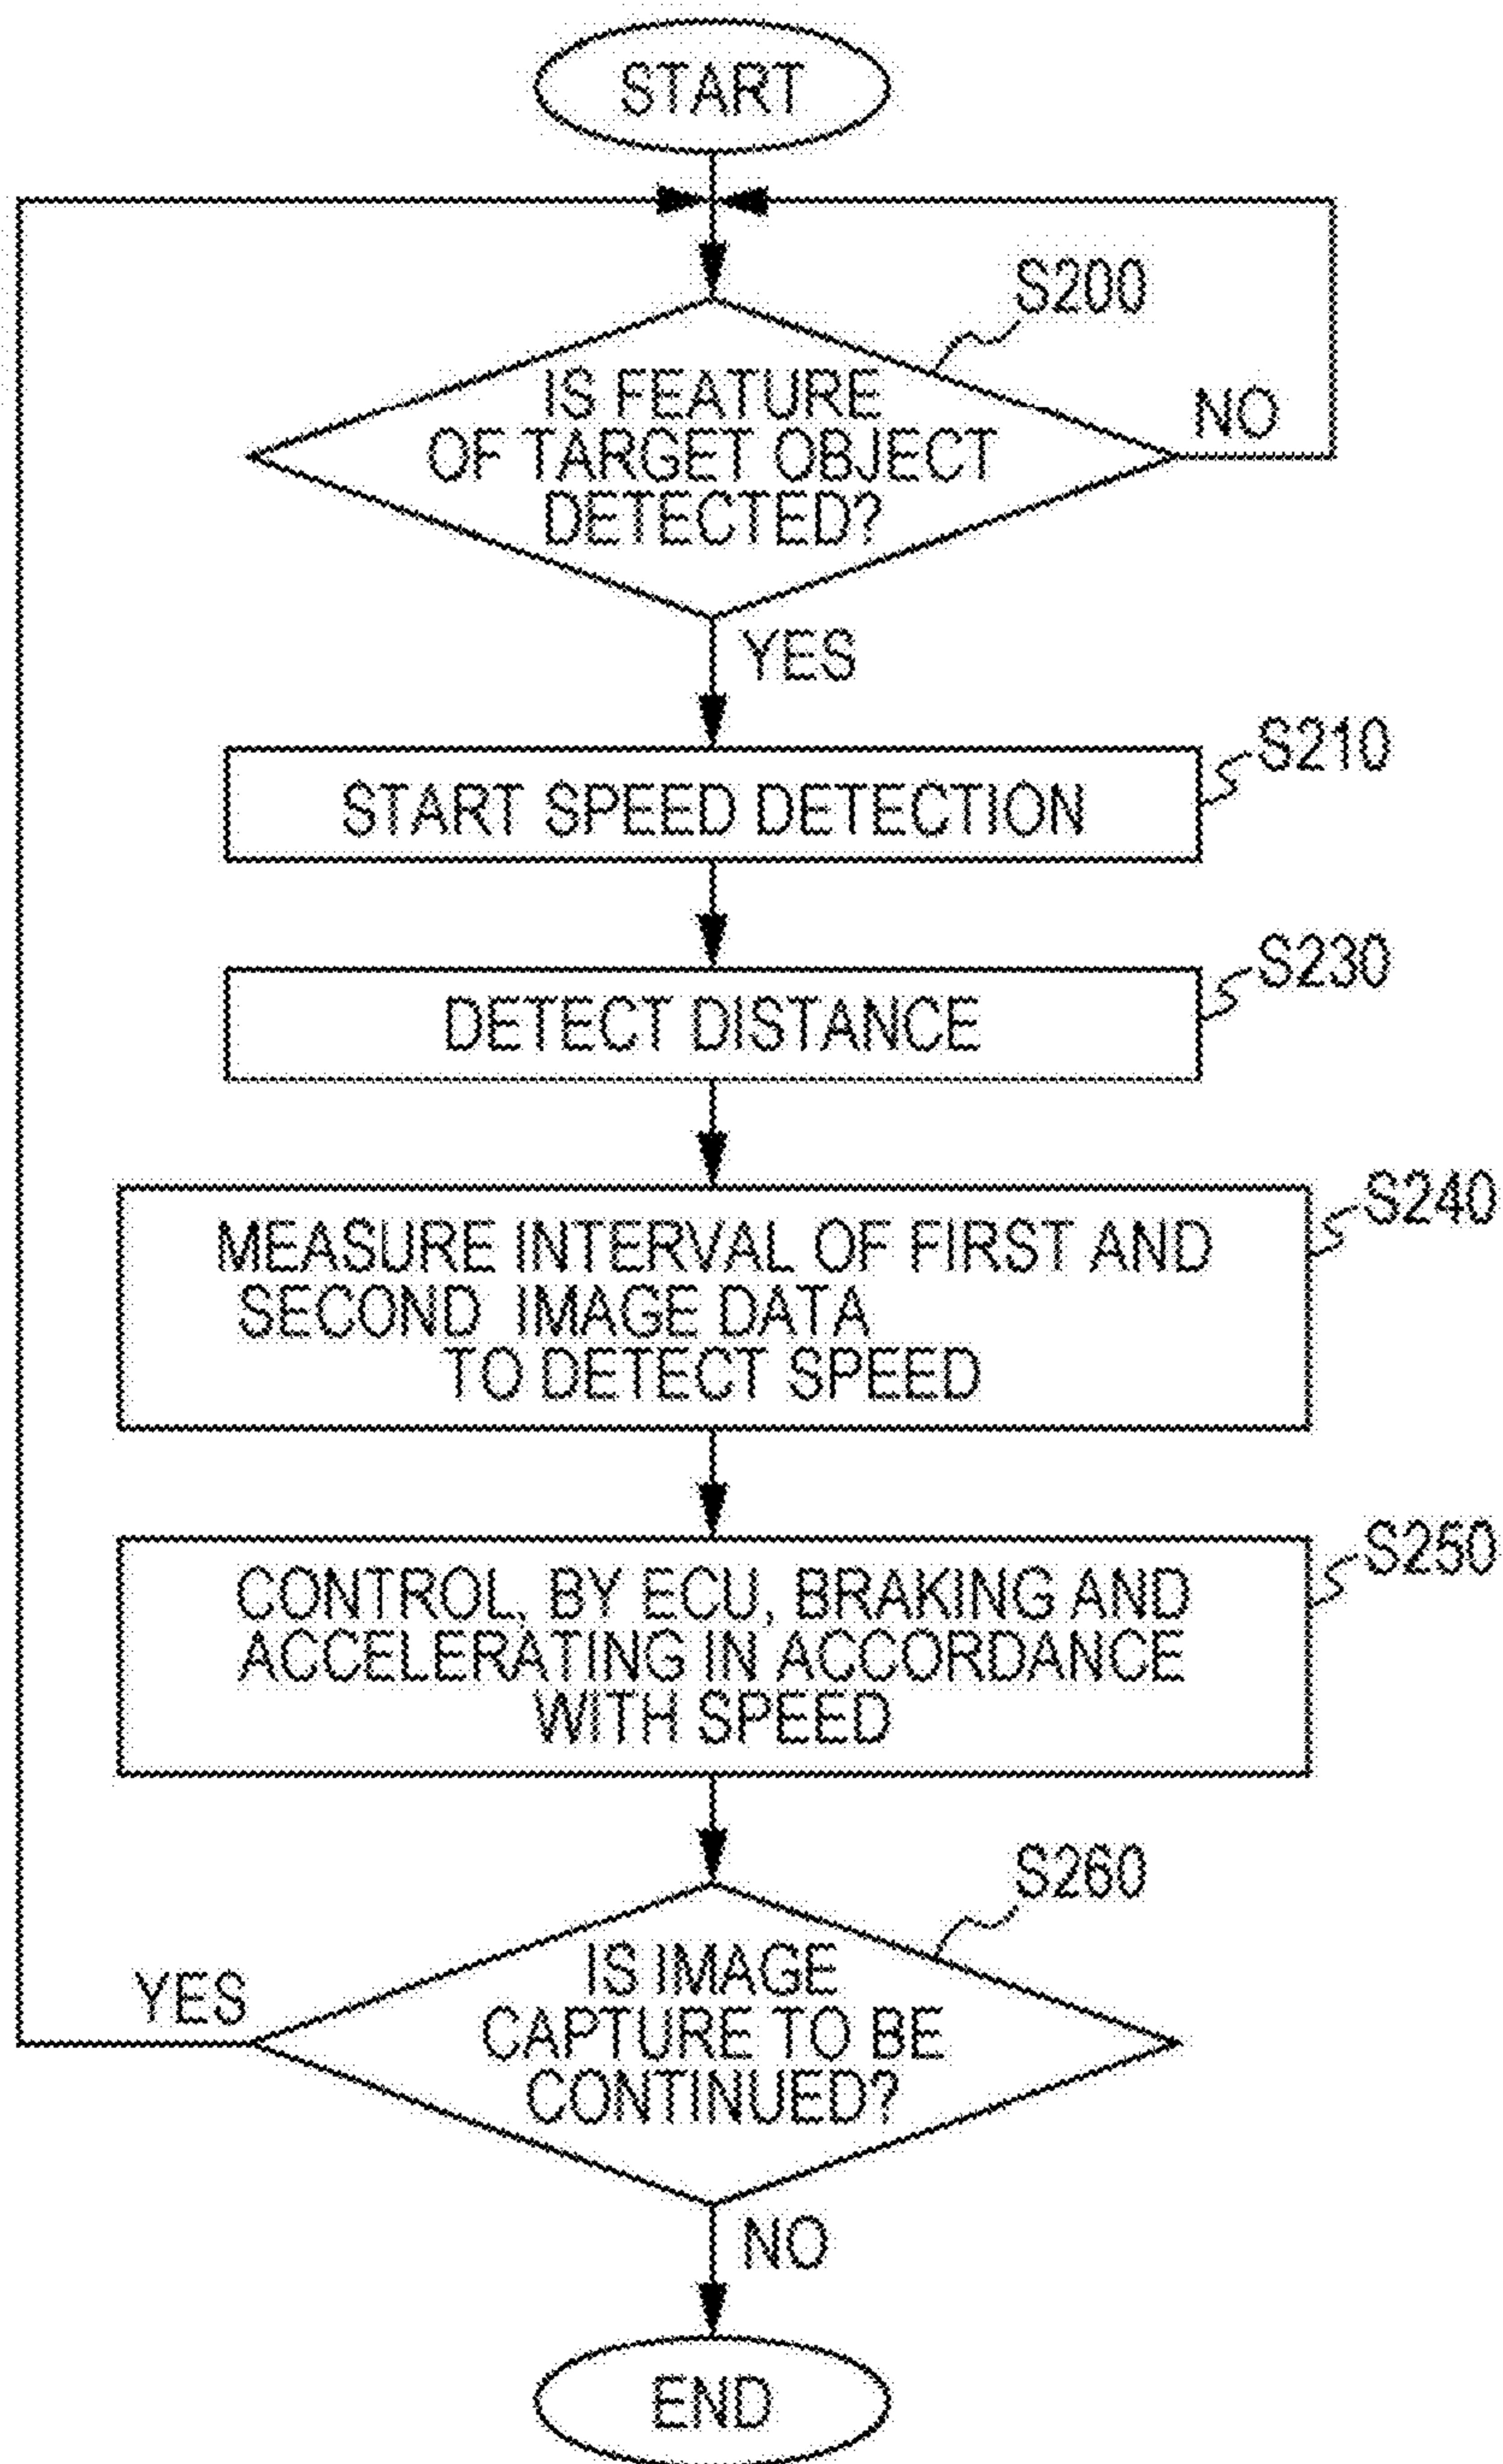 START
S200
IS FEATURE
OF TARGET OBJECT
DETECTED?
NO
YES
S210
START SPEED DETECTION
S230
DETECT DISTANCE
S240
MEASURE INTERVAL OF FIRST AND
SECOND IMAGE DATA
TO DETECT SPEED
S250
CONTROL, BY ECU, BRAKING AND
ACCELERATING IN ACCORDANCE
WITH SPEED
S260
IS IMAGE
CAPTURE TO BE
CONTINUED?
YES
NO
END